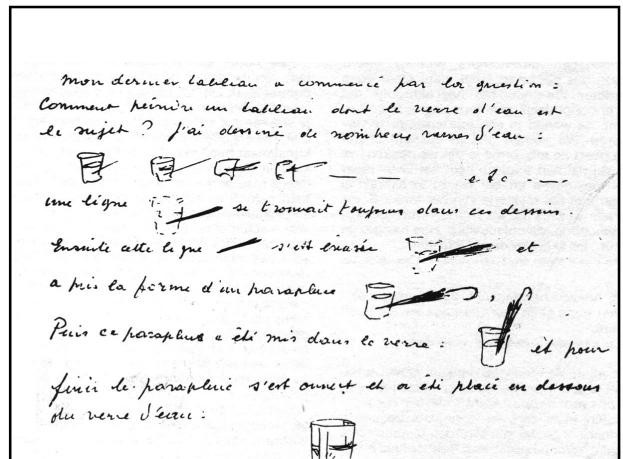 Mon dernier tableau a commencé par la question :
Comment peindre un tableau dont le verre d'eau est
le sujet ? J'ai dessiné de nombreux verres d'eau :
etc
une ligne se trouvait toujours dans ces dessins.
Ensuite cette ligne s'est évasée et
a pris la forme d'un parapluie ,
Puis ce parapluie a été mis dans le verre : et pour
finir le parapluie s'est ouvert et a été placé en dessous
du verre d'eau :